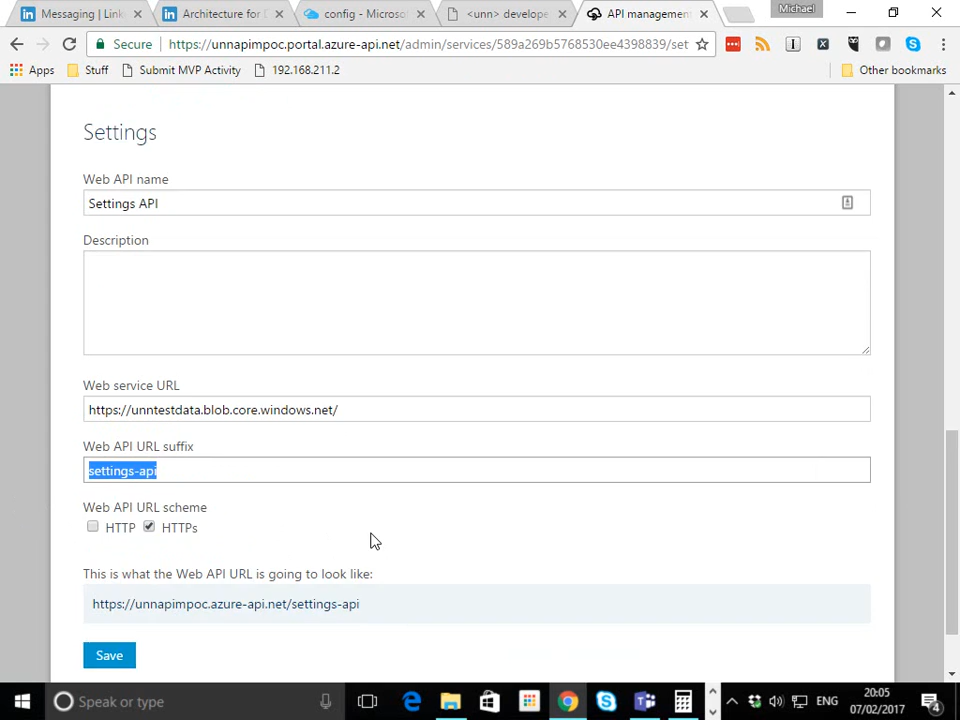 Messaging | Link
Architecture for C
config - Microso
<unn> develope
API management
Michael
Secure
https://unnapimpoc.portal.azure-api.net/admin/services/589a269b5768530ee4398839/set
Apps
Stuff
Submit MVP Activity
192.168.211.2
Other bookmarks
Settings
Web API name
Settings API
Description
Web service URL
https://unntestdata.blob.core.windows.net/
Web API URL suffix
settings-api
Web API URL scheme
HTTP
HTTPs
This is what the Web API URL is going to look like:
https://unnapimpoc.azure-api.net/settings-api
Save
Speak or type
ENG
20:05
07/02/2017
4